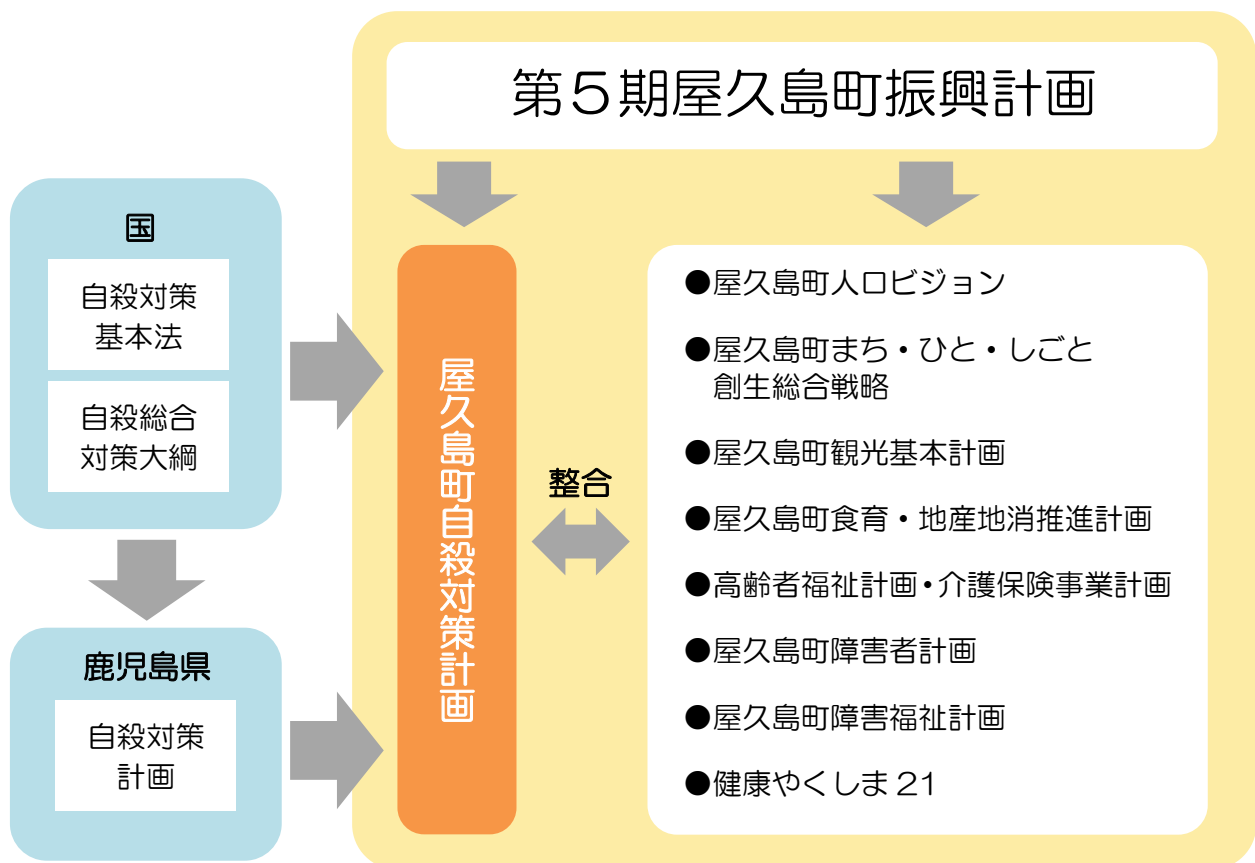 第５期屋久島町振興計画
国
自殺対策
基本法
自殺総合
対策大綱
鹿児島県
自殺対策
計画
屋久島町自殺対策計画
整合
●屋久島町人口ビジョン
●屋久島町まち・ひと・しごと
創生総合戦略
●屋久島町観光基本計画
●屋久島町食育・地産地消推進計画
●高齢者福祉計画・介護保険事業計画
●屋久島町障害者計画
●屋久島町障害福祉計画
●健康やくしま 21